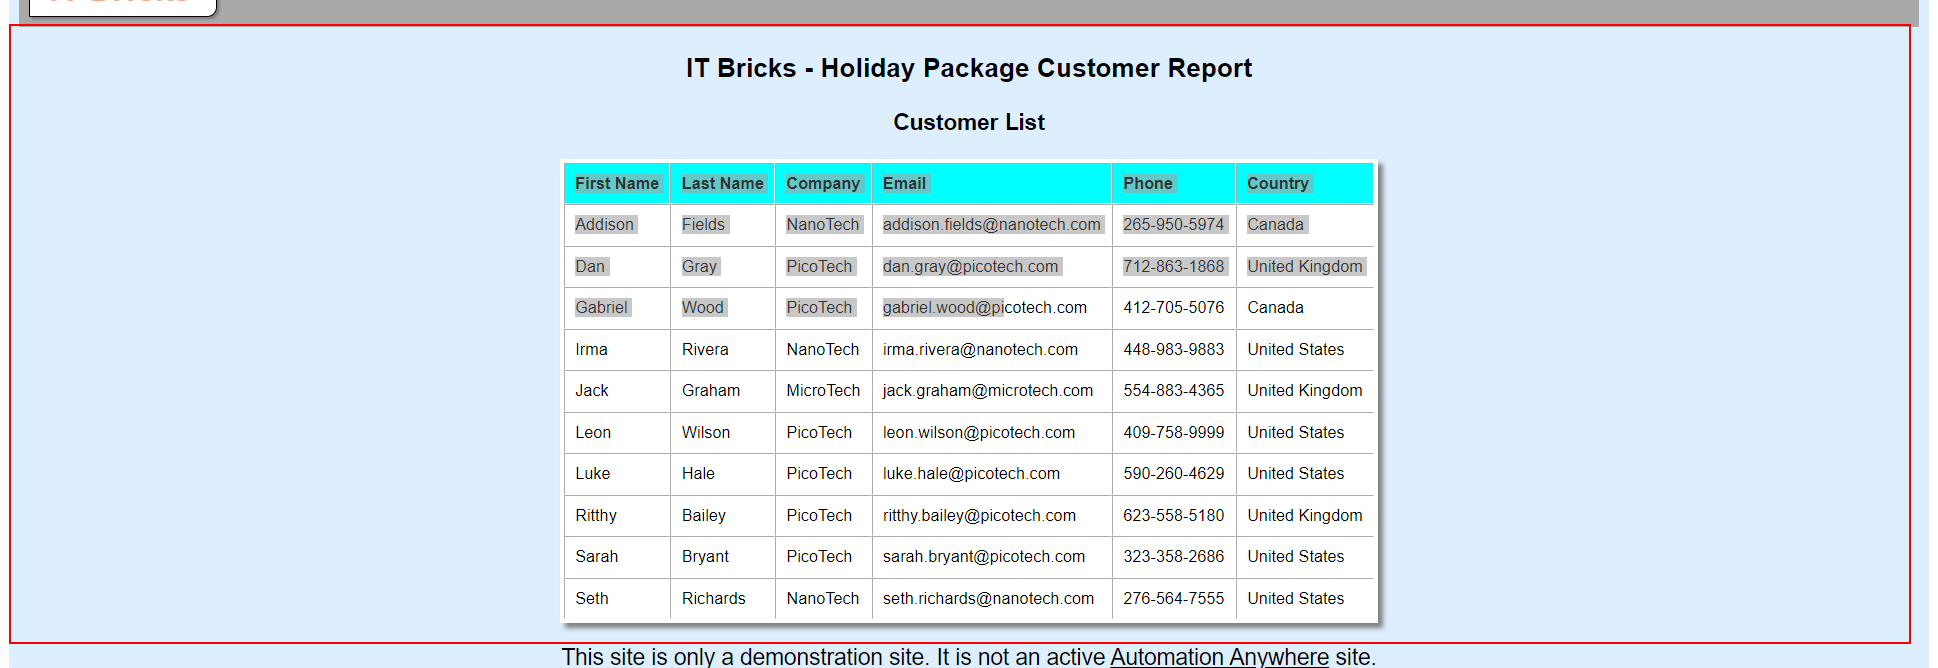 IT Bricks - Holiday Package Customer Report
Customer List
First Name Last Name Company Email Phone Country
Addison Fields NanoTech addison.fields@nanotech.com 265-950-5974 Canada
Dan Gray PicoTech dan.gray@picotech.com 712-863-1868 United Kingdom
Gabriel Wood PicoTech gabriel.wood@picotech.com 412-705-5076 Canada
Irma Rivera NanoTech irma.rivera@nanotech.com 448-983-9883 United States
Jack Graham MicroTech jack.graham@microtech.com 554-883-4365 United Kingdom
Leon Wilson PicoTech leon.wilson@picotech.com 409-758-9999 United States
Luke Hale PicoTech luke.hale@picotech.com 590-260-4629 United States
Ritthy Bailey PicoTech ritthy.bailey@picotech.com 623-558-5180 United Kingdom
Sarah Bryant PicoTech sarah.bryant@picotech.com 323-358-2686 United States
Seth Richards NanoTech seth.richards@nanotech.com 276-564-7555 United States
This site is only a demonstration site. It is not an active Automation Anywhere site.